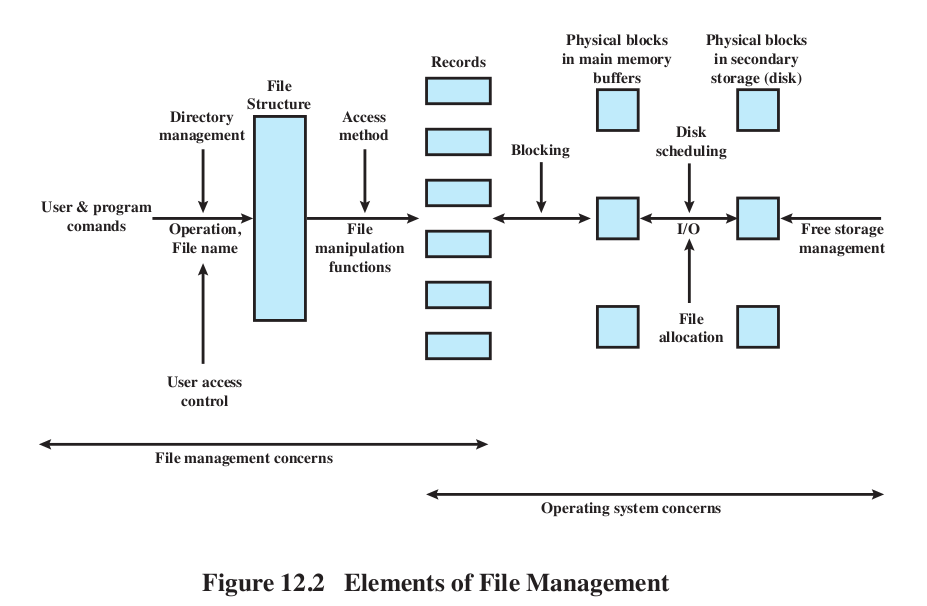 Physical blocks
in main memory
buffers
Physical blocks
in secondary
storage (disk)
Records
File
Structure
Directory
management
Access
method
Blocking
Disk
scheduling
User & program
comands
Operation,
File name
File
manipulation
functions
I/O
Free storage
management
File
allocation
User access
control
File management concerns
Operating system concerns
Figure 12.2 Elements of File Management